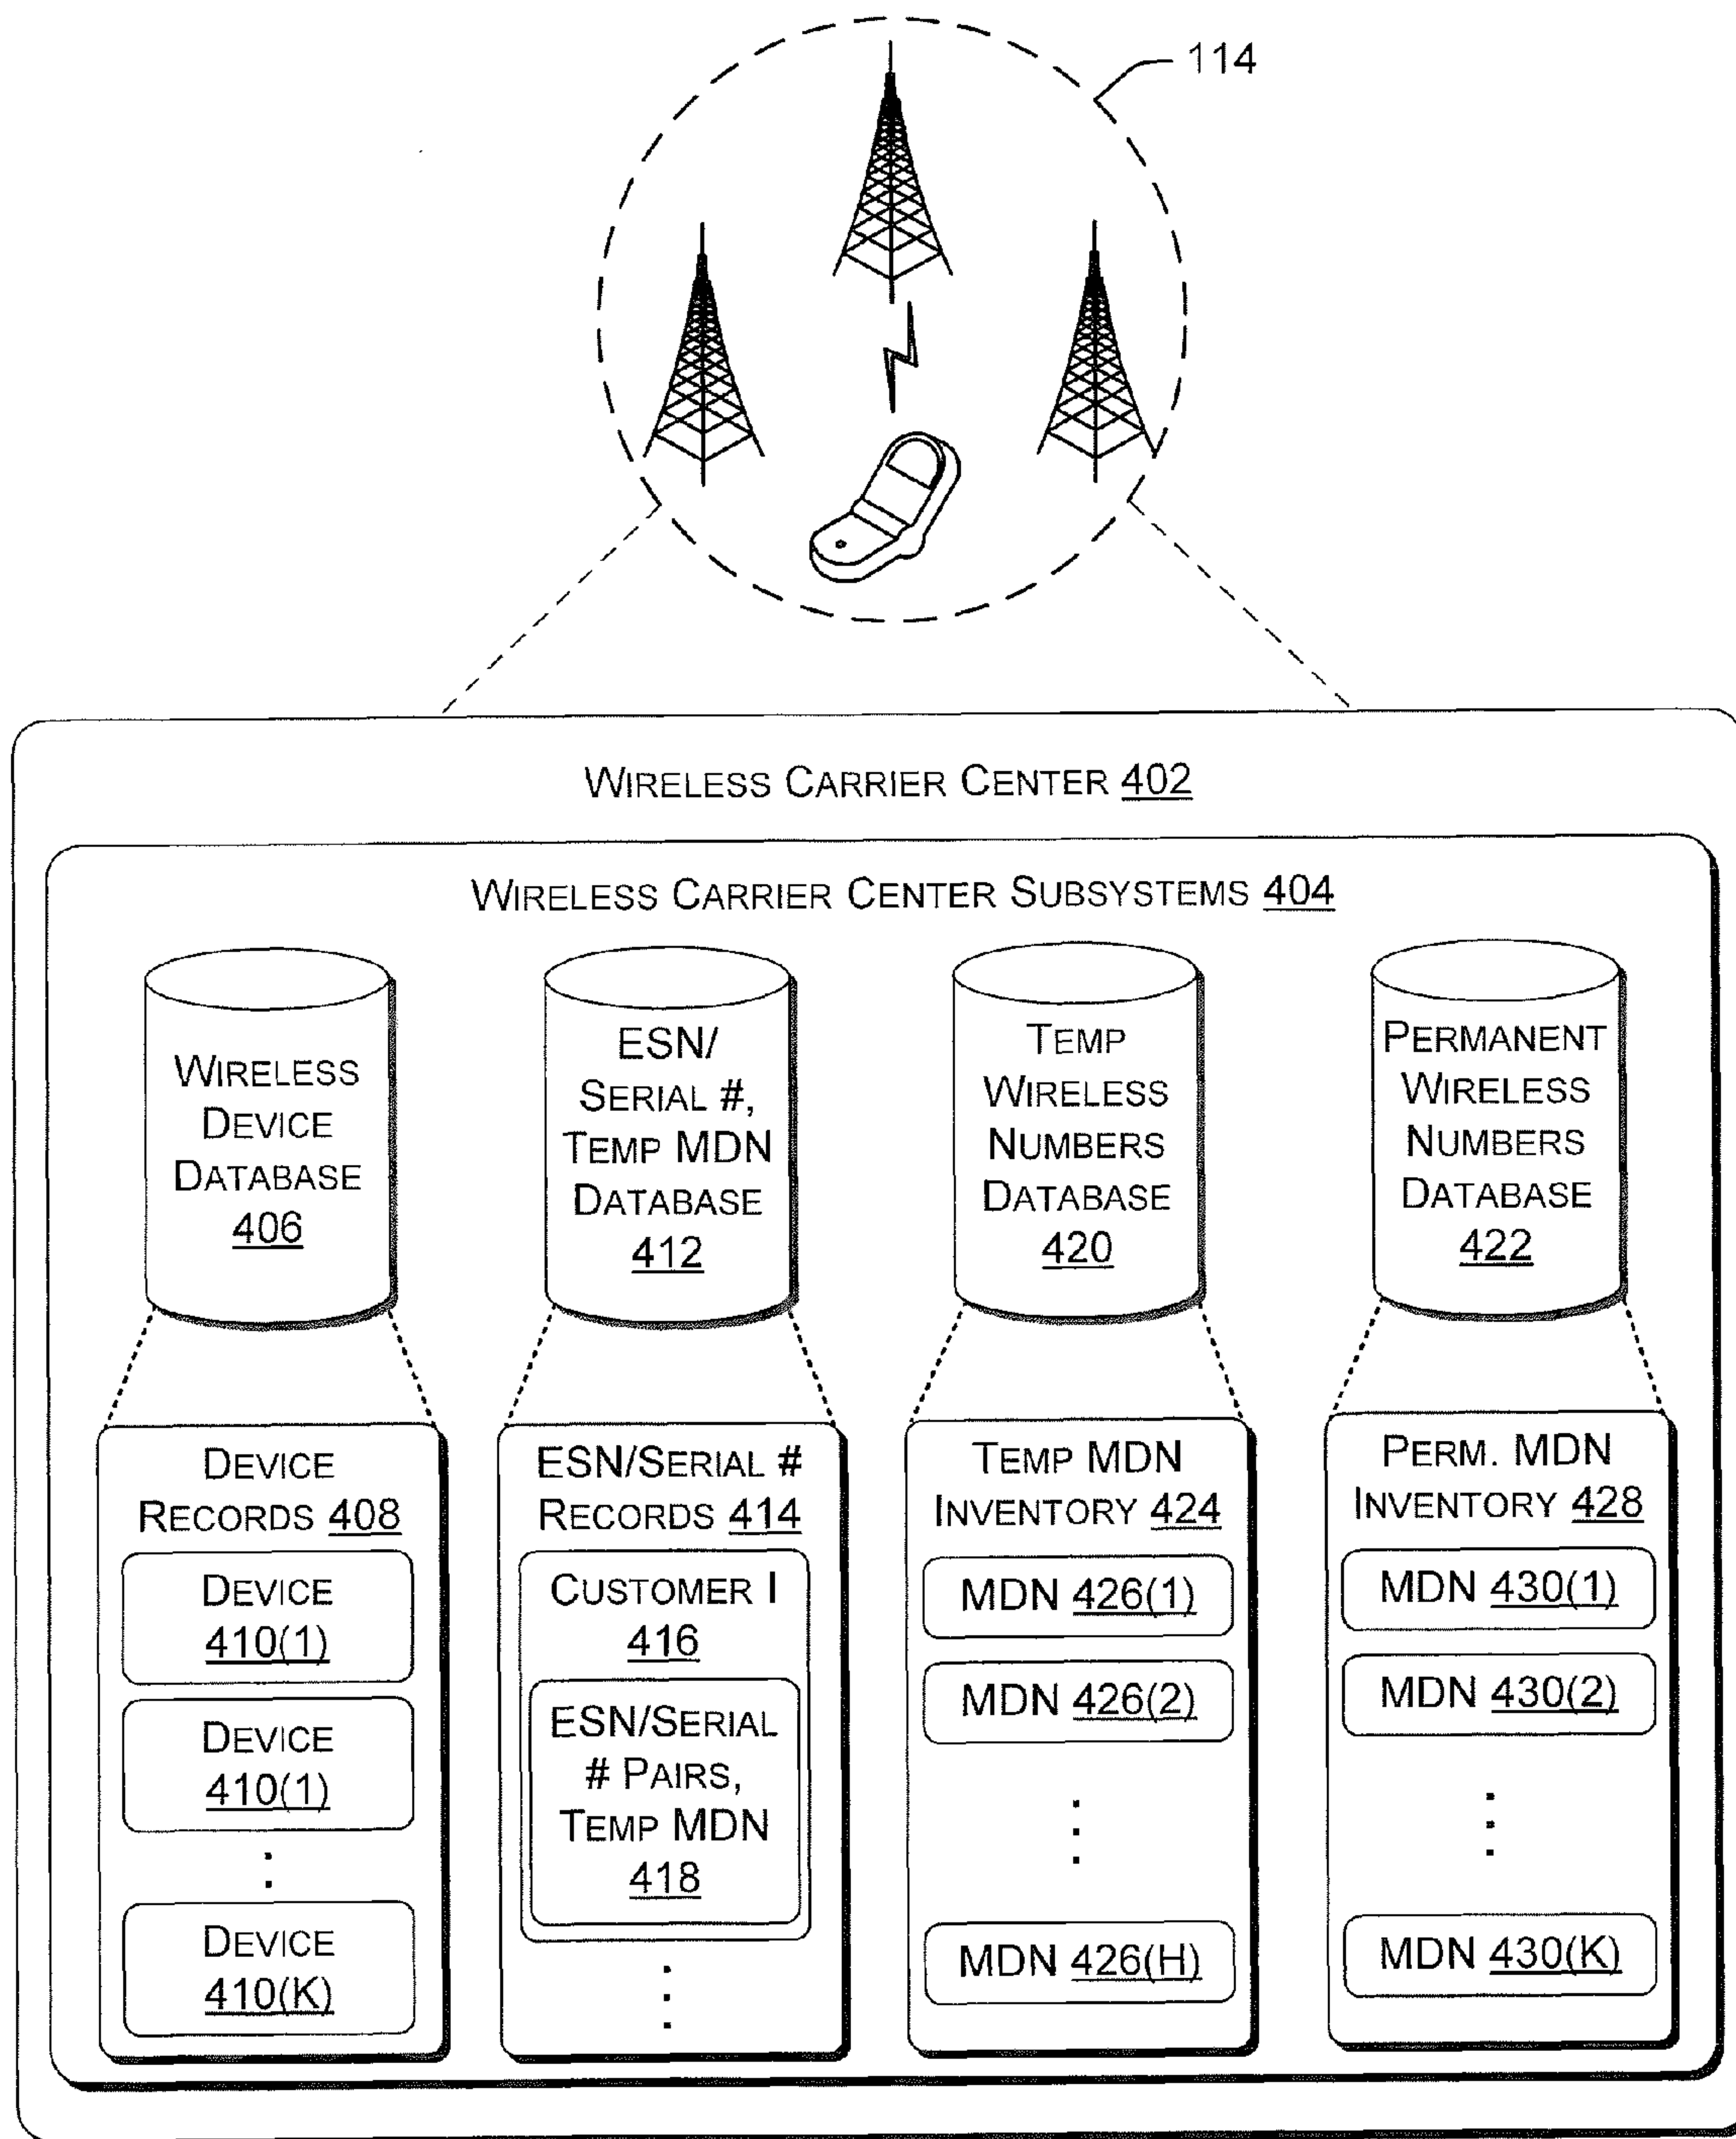 114
WIRELESS CARRIER CENTER 402
WIRELESS CARRIER CENTER SUBSYSTEMS 404
WIRELESS
DEVICE
DATABASE
406
ESN/
SERIAL #,
TEMP MDN
DATABASE
412
TEMP
WIRELESS
NUMBERS
DATABASE
420
PERMANENT
WIRELESS
NUMBERS
DATABASE
422
DEVICE
RECORDS 408
DEVICE
410(1)
DEVICE
410(1)
DEVICE
410(K)
ESN/SERIAL #
RECORDS 414
CUSTOMER I
416
ESN/SERIAL
# PAIRS,
TEMP MDN
418
TEMP MDN
INVENTORY 424
MDN 426(1)
MDN 426(2)
MDN 426(H)
PERM. MDN
INVENTORY 428
MDN 430(1)
MDN 430(2)
MDN 430(K)